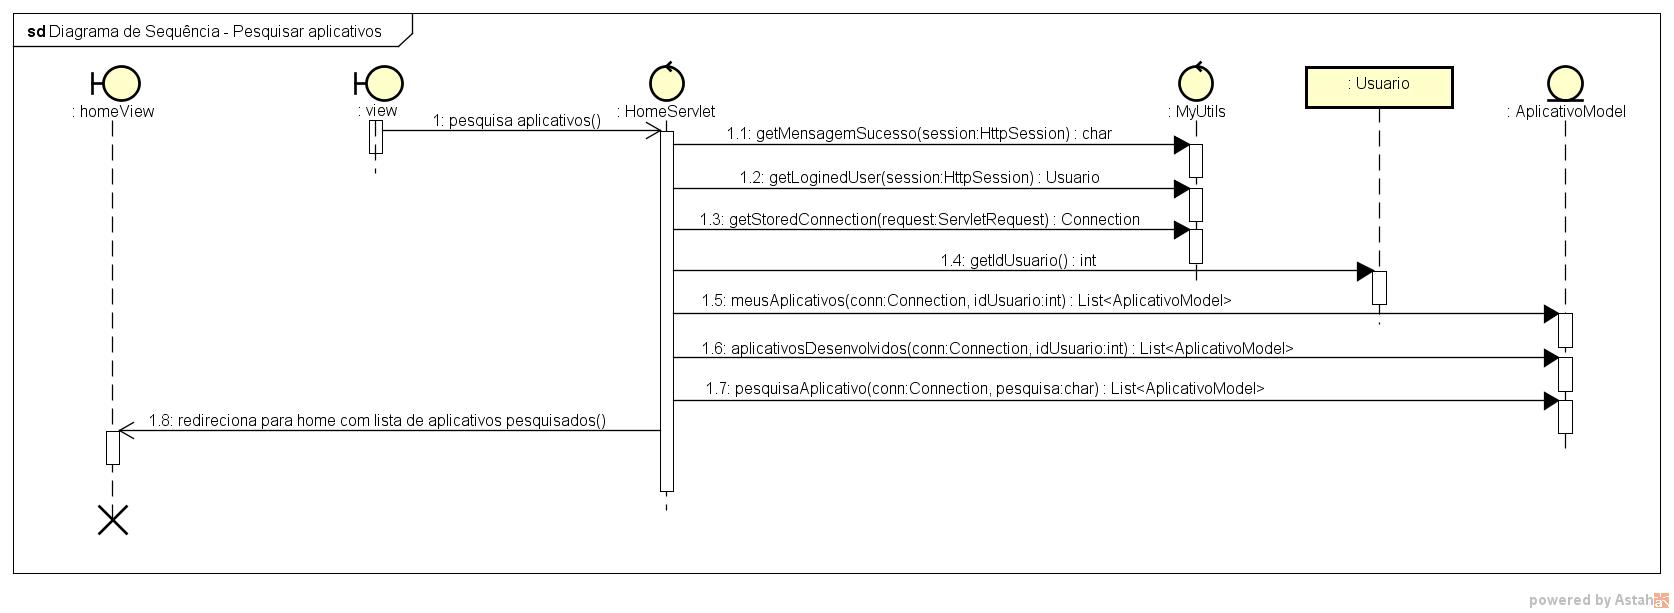 sd Diagrama de Sequência - Pesquisar aplicativos
: homeView
: view
: HomeServlet
: MyUtils
: Usuario
: AplicativoModel
1: pesquisa aplicativos()
1.1: getMensagemSucesso(session:HttpSession) : char
1.2: getLoginedUser(session:HttpSession) : Usuario
1.3: getStoredConnection(request:ServletRequest) : Connection
1.4: getIdUsuario() : int
1.5: meusAplicativos(conn:Connection, idUsuario:int) : List<AplicativoModel>
1.6: aplicativosDesenvolvidos(conn:Connection, idUsuario:int) : List<AplicativoModel>
1.7: pesquisaAplicativo(conn:Connection, pesquisa:char) : List<AplicativoModel>
1.8: redireciona para home com lista de aplicativos pesquisados()
powered by Astah